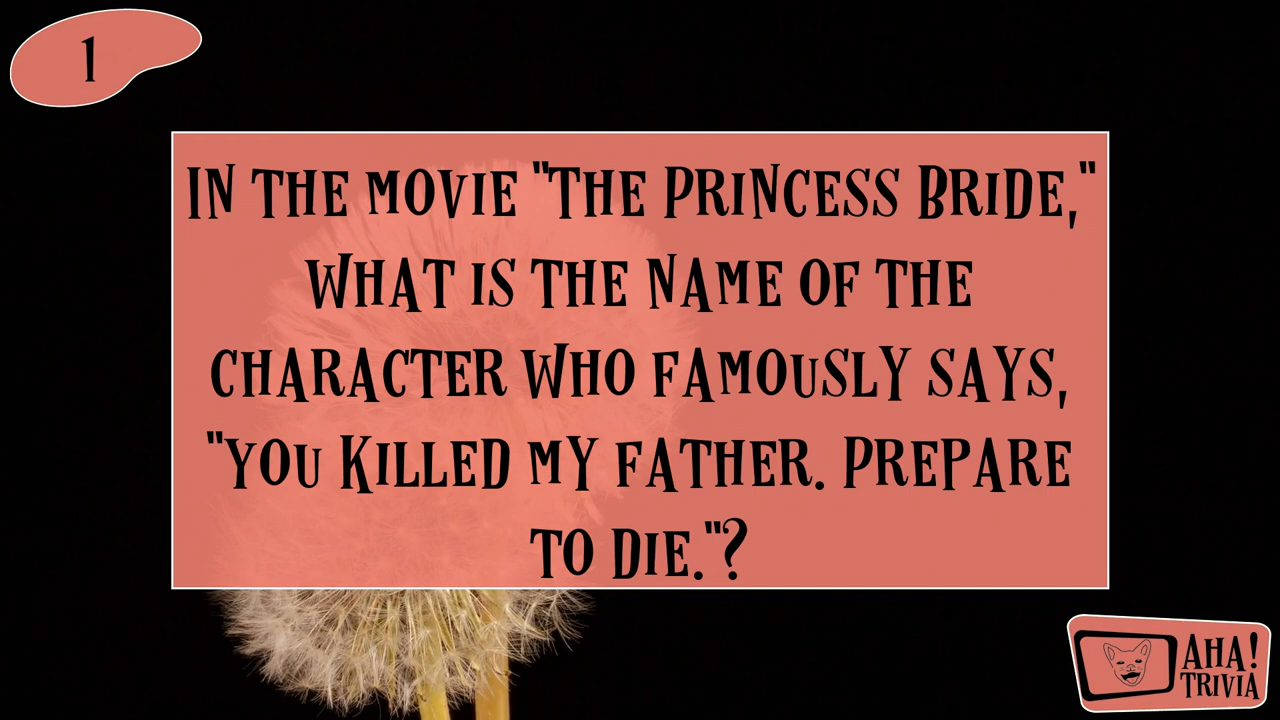 1
IN THE MOVIE "THE PRINCESS BRIDE,"
WHAT IS THE NAME OF THE
CHARACTER WHO FAMOUSLY SAYS,
"YOU KILLED MY FATHER. PREPARE
TO DIE."?
AHA!
TRIVIA